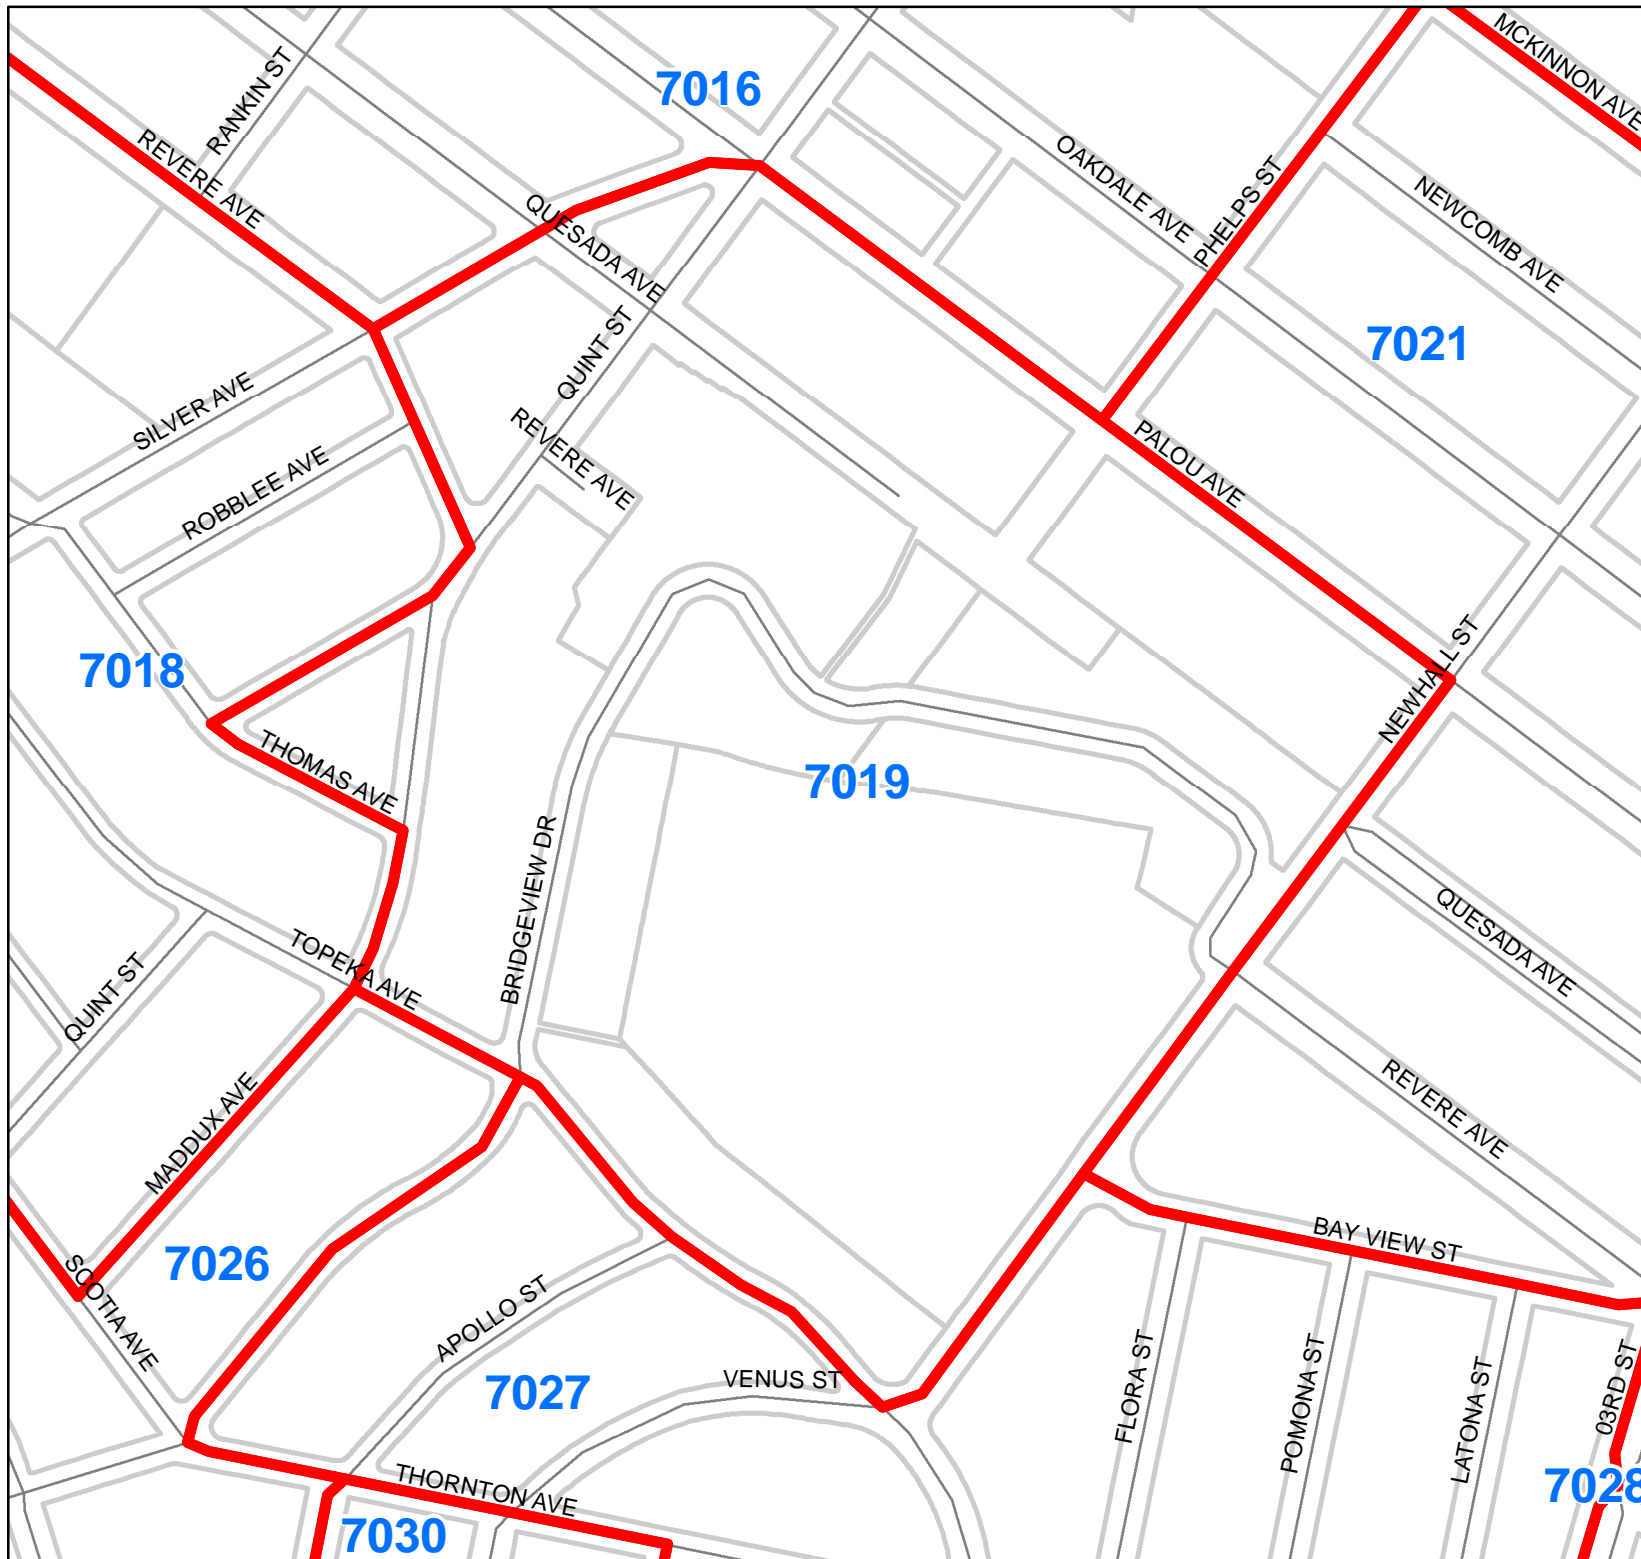 MCKINNON AVE
RANKIN ST
7016
REVERE AVE
OAKDALE AVE
PHELPS ST
NEWCOMB AVE
QUESADA AVE
QUINT ST
7021
SILVER AVE
REVERE AVE
ROBBLEE AVE
PALOU AVE
7018
NEWHALL ST
THOMAS AVE
7019
BRIDGEVIEW DR
QUESADA AVE
TOPEKA AVE
QUINT ST
MADDUX AVE
REVERE AVE
7026
BAY VIEW ST
SCOTIA AVE
APOLLO ST
7027
VENUS ST
FLORA ST
POMONA ST
LATONA ST
03RD ST
THORNTON AVE
7028
7030